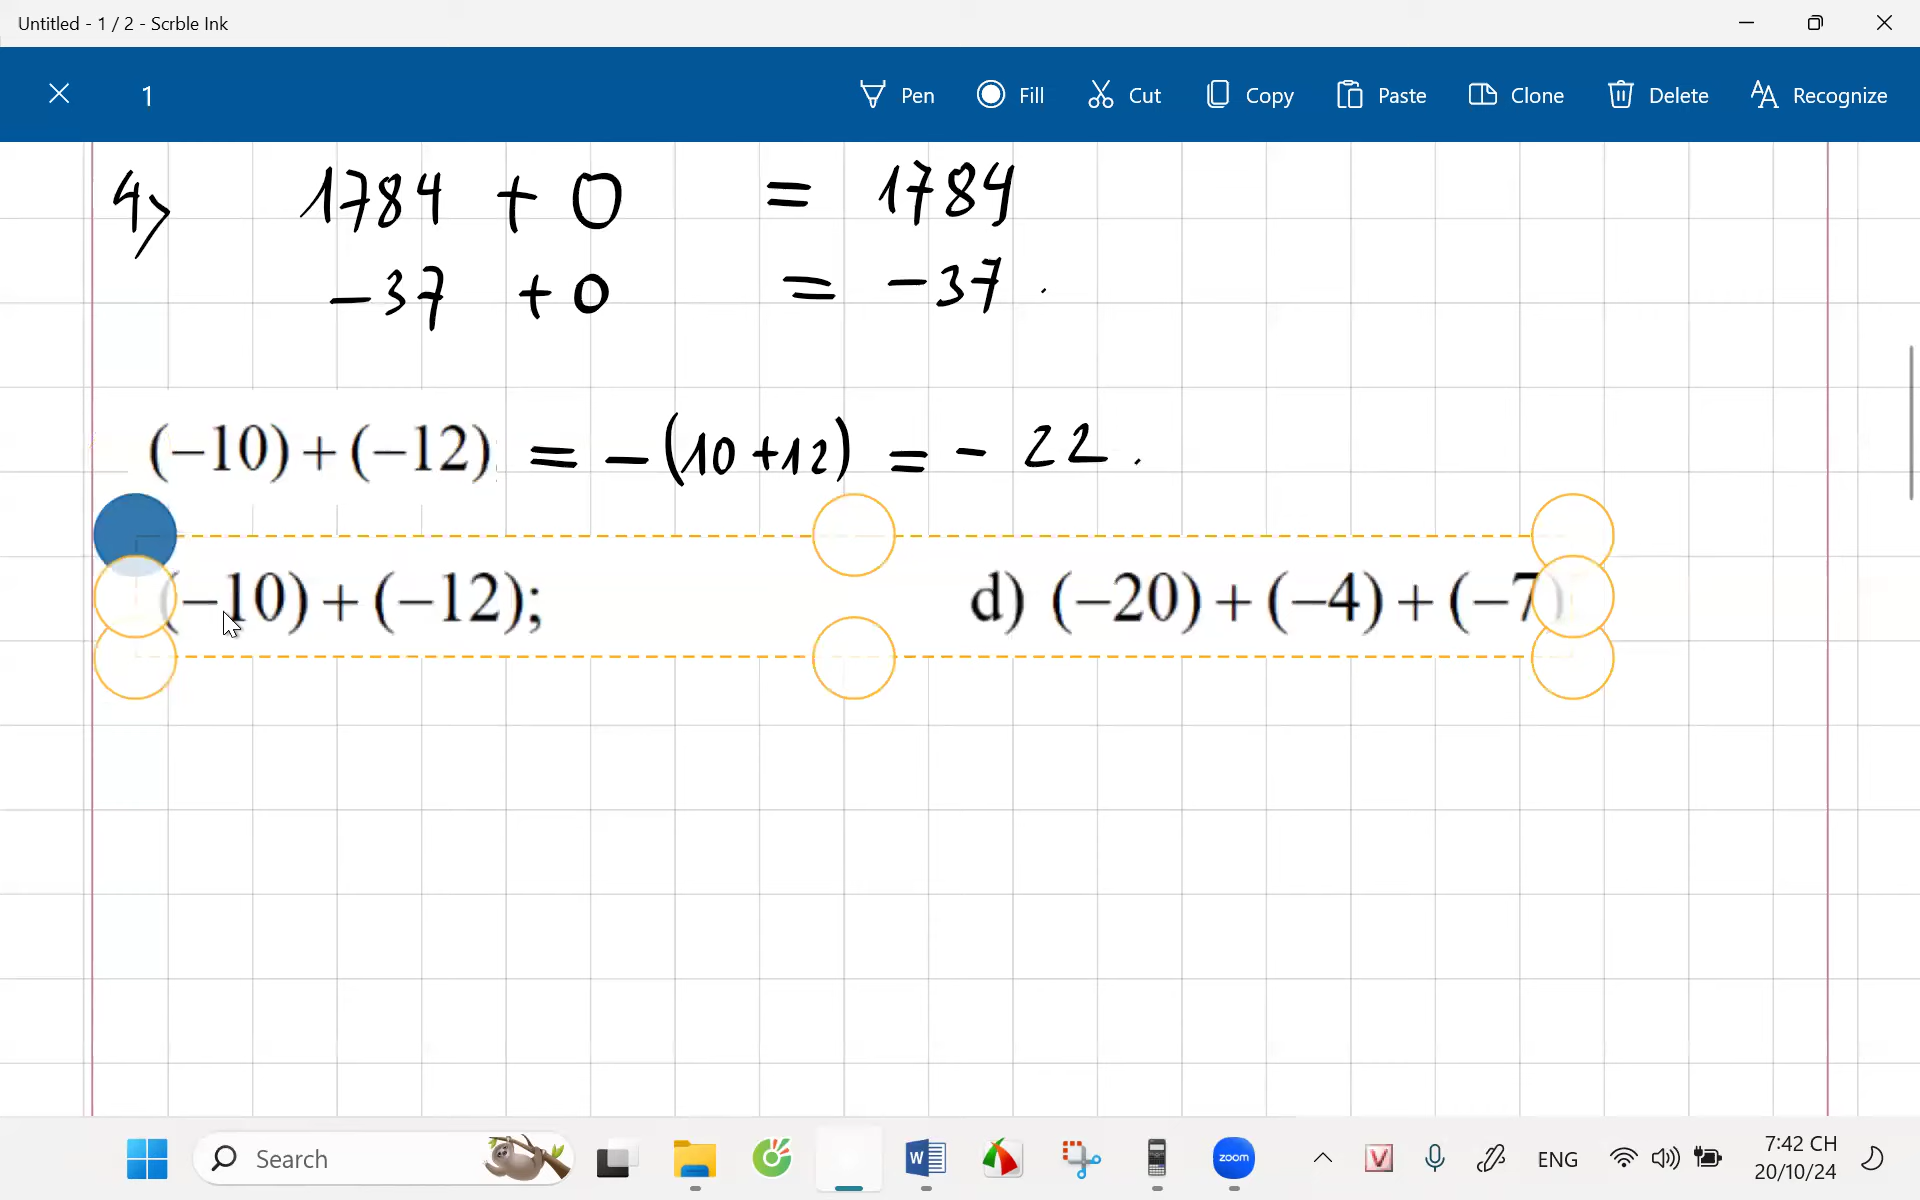 Untitled - 1 / 2 - Scrble Ink
1 Pen Fill Cut Copy Paste Clone Delete Recognize
4) 1784 + 0 = 1784
-37 + 0 = -37 .
(−10) + (−12) = - (10 + 12) = - 22 .
(−10) + (−12); d) (−20) + (−4) + (−7)
Search W zoom V ENG 7:42 CH
20/10/24